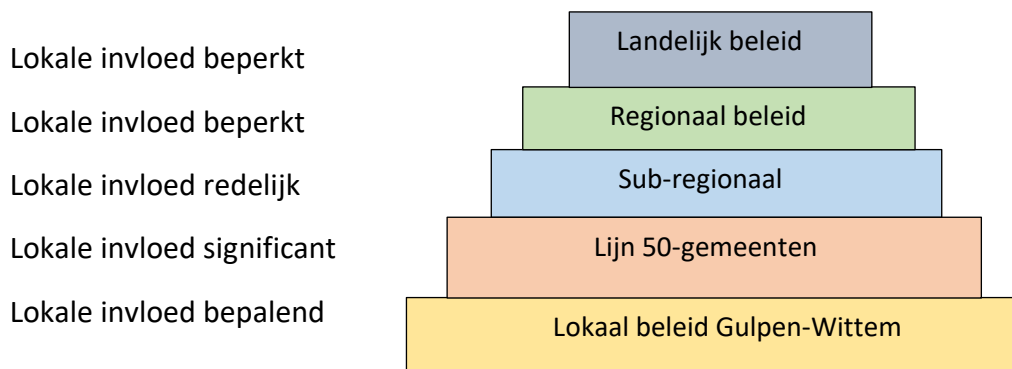 Lokale invloed beperkt
Landelijk beleid
Lokale invloed beperkt
Regionaal beleid
Lokale invloed redelijk
Sub-regionaal
Lokale invloed significant
Lijn 50-gemeenten
Lokale invloed bepalend
Lokaal beleid Gulpen-Wittem